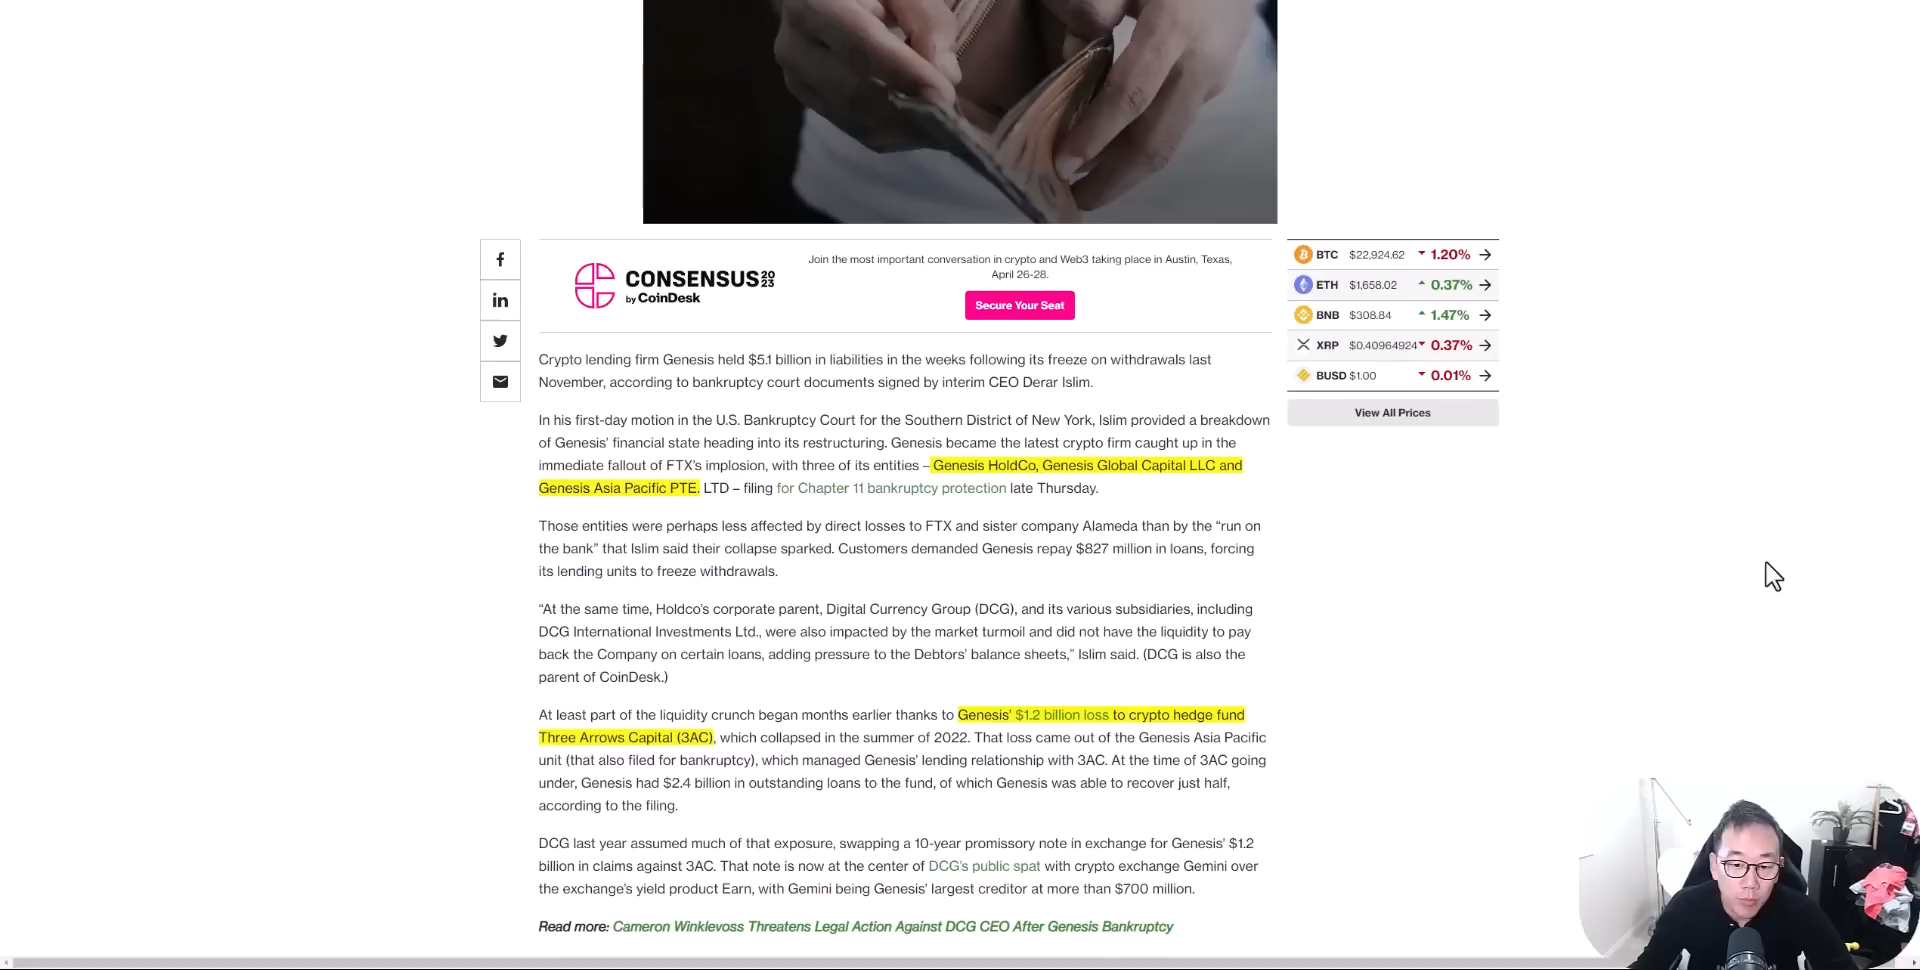 CONSENSUS 20 23
by CoinDesk
Join the most important conversation in crypto and Web3 taking place in Austin, Texas,
April 26-28.
Secure Your Seat
BTC $22,924.62 1.20%
ETH $1,658.02 0.37%
BNB $308.84 1.47%
XRP $0.40964924 0.37%
BUSD $1.00 0.01%
View All Prices
Crypto lending firm Genesis held $5.1 billion in liabilities in the weeks following its freeze on withdrawals last
November, according to bankruptcy court documents signed by interim CEO Derar Islim.
In his first-day motion in the U.S. Bankruptcy Court for the Southern District of New York, Islim provided a breakdown
of Genesis’ financial state heading into its restructuring. Genesis became the latest crypto firm caught up in the
immediate fallout of FTX’s implosion, with three of its entities – Genesis HoldCo, Genesis Global Capital LLC and
Genesis Asia Pacific PTE. LTD – filing for Chapter 11 bankruptcy protection late Thursday.
Those entities were perhaps less affected by direct losses to FTX and sister company Alameda than by the “run on
the bank” that Islim said their collapse sparked. Customers demanded Genesis repay $827 million in loans, forcing
its lending units to freeze withdrawals.
“At the same time, Holdco’s corporate parent, Digital Currency Group (DCG), and its various subsidiaries, including
DCG International Investments Ltd., were also impacted by the market turmoil and did not have the liquidity to pay
back the Company on certain loans, adding pressure to the Debtors’ balance sheets,” Islim said. (DCG is also the
parent of CoinDesk.)
At least part of the liquidity crunch began months earlier thanks to Genesis’ $1.2 billion loss to crypto hedge fund
Three Arrows Capital (3AC), which collapsed in the summer of 2022. That loss came out of the Genesis Asia Pacific
unit (that also filed for bankruptcy), which managed Genesis’ lending relationship with 3AC. At the time of 3AC going
under, Genesis had $2.4 billion in outstanding loans to the fund, of which Genesis was able to recover just half,
according to the filing.
DCG last year assumed much of that exposure, swapping a 10-year promissory note in exchange for Genesis’ $1.2
billion in claims against 3AC. That note is now at the center of DCG’s public spat with crypto exchange Gemini over
the exchange’s yield product Earn, with Gemini being Genesis’ largest creditor at more than $700 million.
Read more: Cameron Winklevoss Threatens Legal Action Against DCG CEO After Genesis Bankruptcy